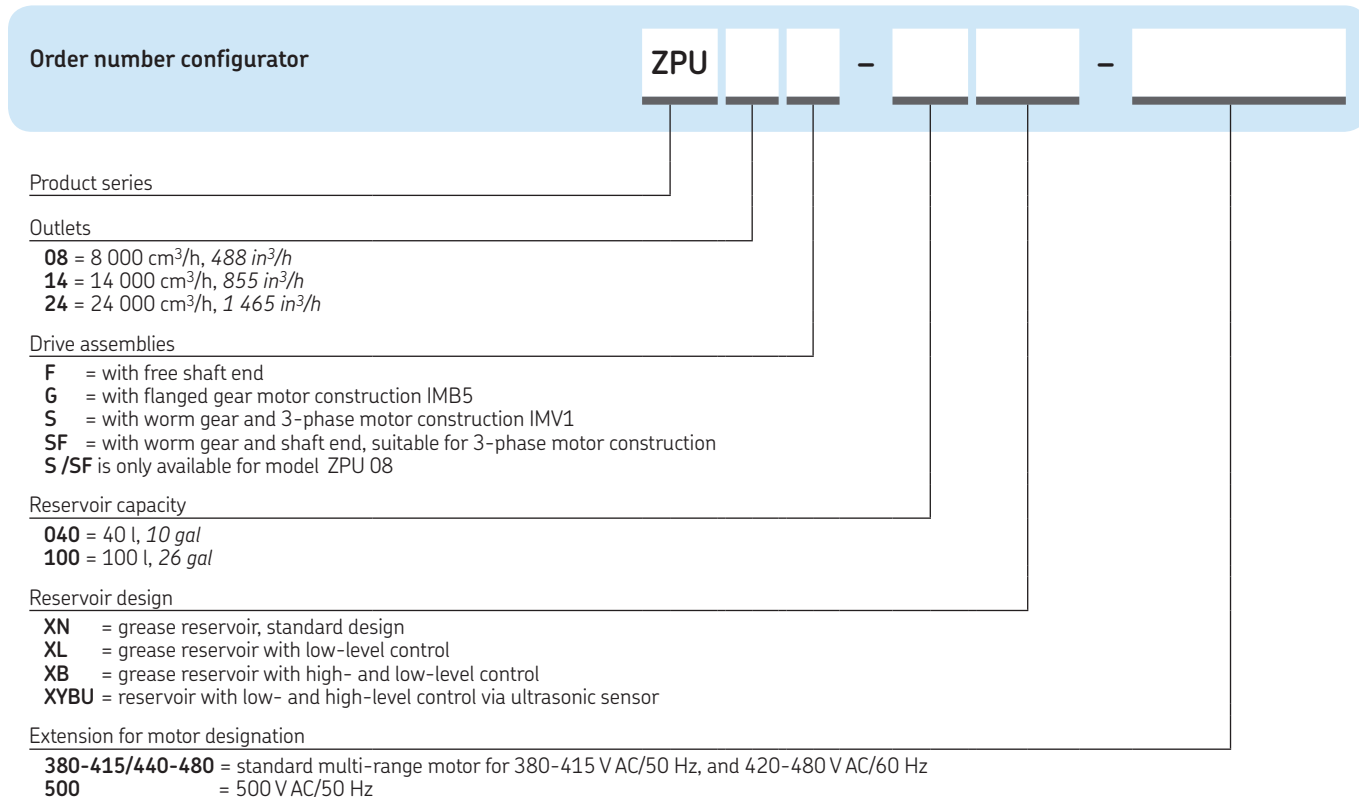 Order number configurator ZPU – –
Product series
Outlets
08 = 8 000 cm³/h, 488 in³/h
14 = 14 000 cm³/h, 855 in³/h
24 = 24 000 cm³/h, 1 465 in³/h
Drive assemblies
F = with free shaft end
G = with flanged gear motor construction IMB5
S = with worm gear and 3-phase motor construction IMV1
SF = with worm gear and shaft end, suitable for 3-phase motor construction
S /SF is only available for model ZPU 08
Reservoir capacity
040 = 40 l, 10 gal
100 = 100 l, 26 gal
Reservoir design
XN = grease reservoir, standard design
XL = grease reservoir with low-level control
XB = grease reservoir with high- and low-level control
XYBU = reservoir with low- and high-level control via ultrasonic sensor
Extension for motor designation
380-415/440-480 = standard multi-range motor for 380-415 V AC/50 Hz, and 420-480 V AC/60 Hz
500 = 500 V AC/50 Hz